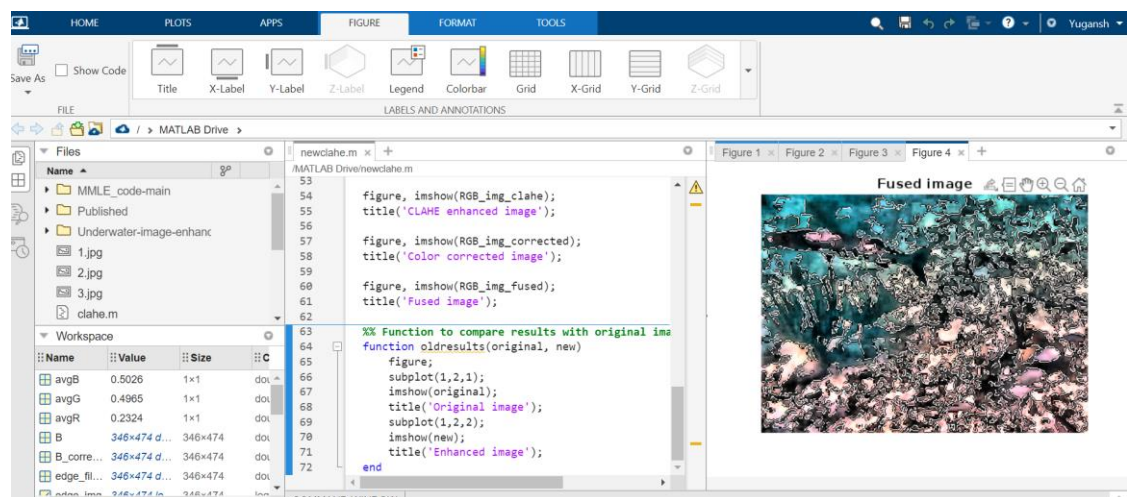 HOME PLOTS APPS FIGURE FORMAT TOOLS Yugansh
Save As Show Code Title X-Label Y-Label Z-Label Legend Colorbar Grid X-Grid Y-Grid Z-Grid
FILE LABELS AND ANNOTATIONS
/ > MATLAB Drive >
Files
Name
MMLE_code-main
Published
Underwater-image-enhanc
1.jpg
2.jpg
3.jpg
clahe.m
Workspace
Name Value Size C
avgB 0.5026 1×1 dou
avgG 0.4965 1×1 dou
avgR 0.2324 1×1 dou
B 346×474 d... 346×474 dou
B_corre... 346×474 d... 346×474 dou
edge_fil... 346×474 d... 346×474 dou
newclahe.m × +
/MATLAB Drive/newclahe.m
53
54 figure, imshow(RGB_img_clahe);
55 title('CLAHE enhanced image');
56
57 figure, imshow(RGB_img_corrected);
58 title('Color corrected image');
59
60 figure, imshow(RGB_img_fused);
61 title('Fused image');
62
63 %% Function to compare results with original ima
64 function oldresults(original, new)
65 figure;
66 subplot(1,2,1);
67 imshow(original);
68 title('Original image');
69 subplot(1,2,2);
70 imshow(new);
71 title('Enhanced image');
72 end
Figure 1 × Figure 2 × Figure 3 × Figure 4 × +
Fused image